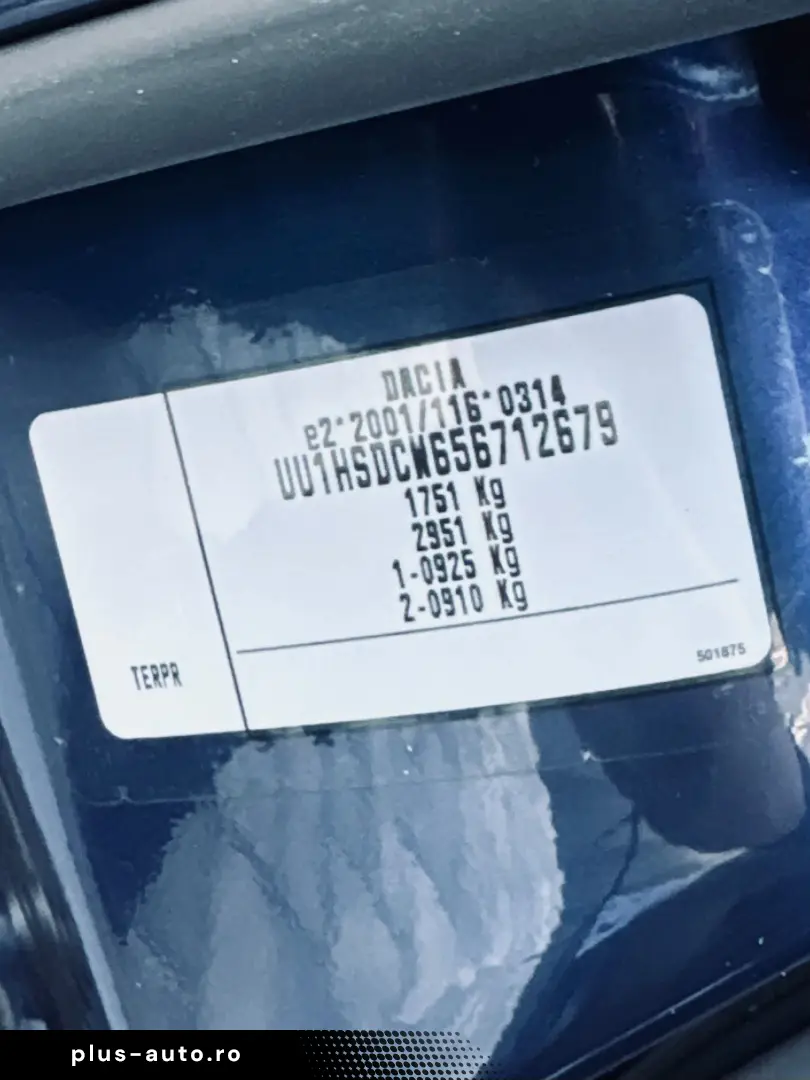 DACIA
e2*2001/116*0314
UU1HSDCW656712679
1751 Kg
2951 Kg
1-0925 Kg
2-0910 Kg
TERPR
501875
plus-auto.ro